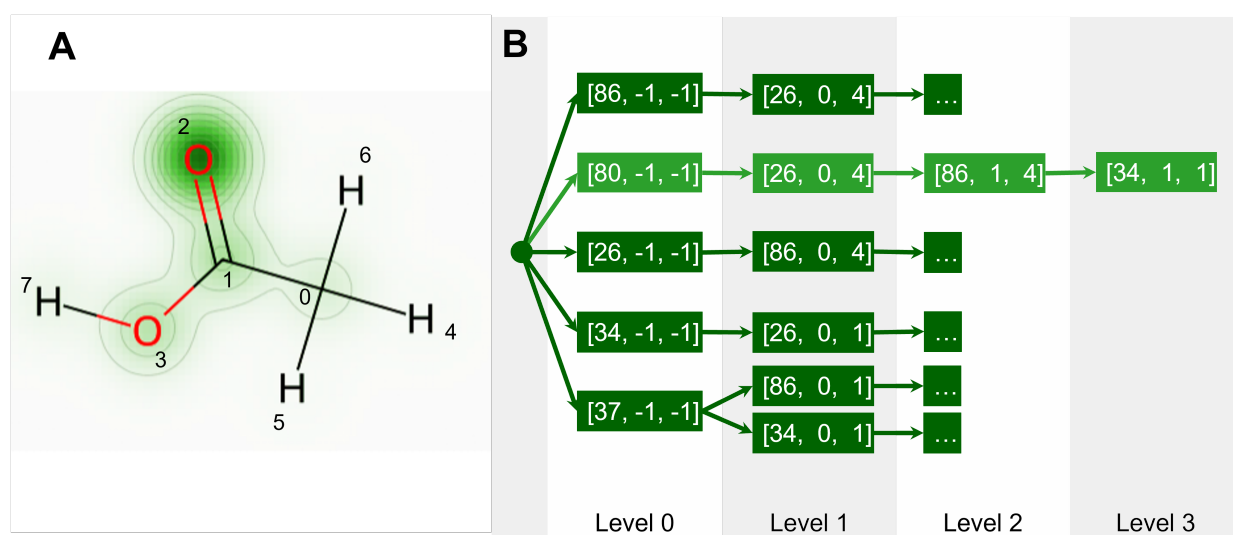 A
2
O
6
H
7
H
1
0
O
3
H
4
H
5
B
[86, -1, -1]
[26, 0, 4]
...
[80, -1, -1]
[26, 0, 4]
[86, 1, 4]
[34, 1, 1]
[26, -1, -1]
[86, 0, 4]
...
[34, -1, -1]
[26, 0, 1]
...
[37, -1, -1]
[86, 0, 1]
...
[34, 0, 1]
...
Level 0
Level 1
Level 2
Level 3